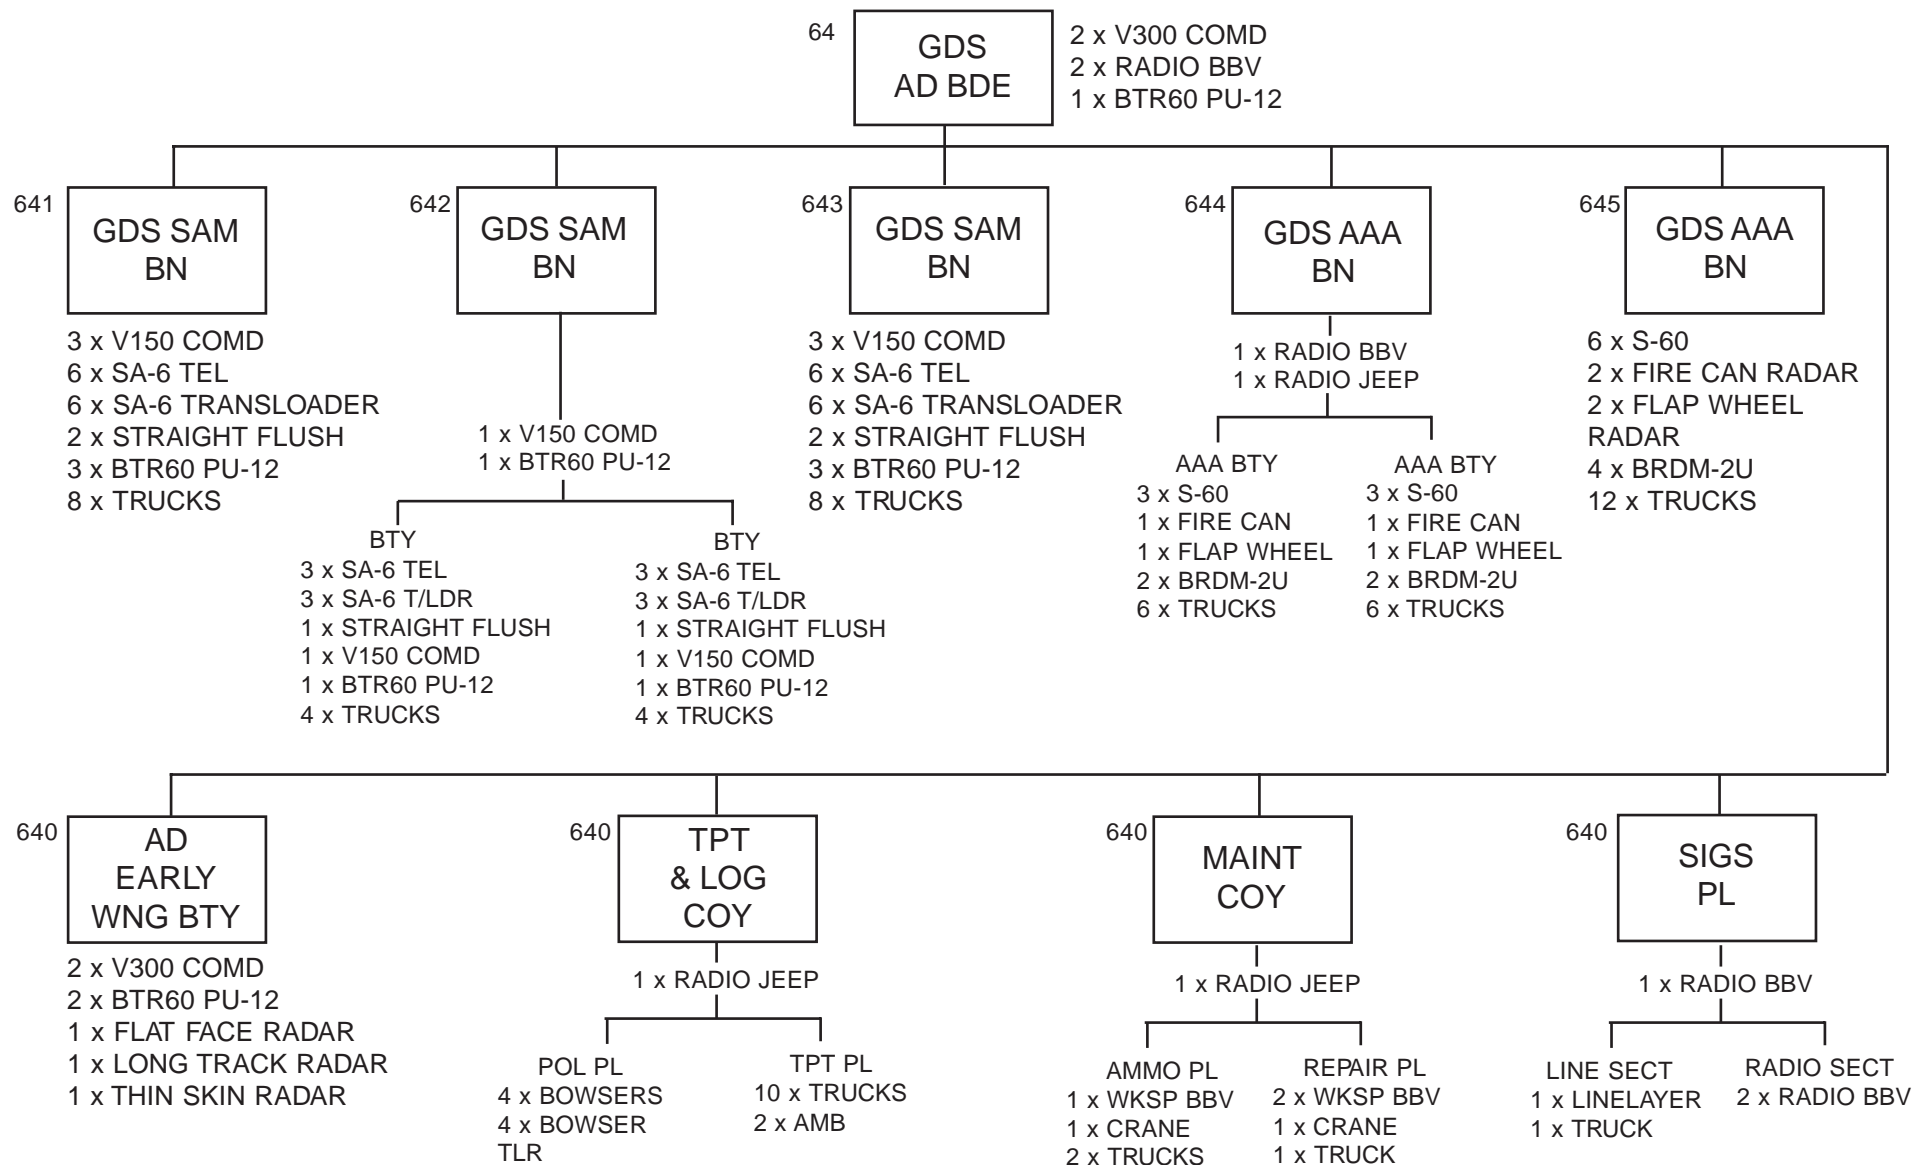 64
GDS
AD BDE
2 x V300 COMD
2 x RADIO BBV
1 x BTR60 PU-12
641
GDS SAM
BN
3 x V150 COMD
6 x SA-6 TEL
6 x SA-6 TRANSLOADER
2 x STRAIGHT FLUSH
3 x BTR60 PU-12
8 x TRUCKS
642
GDS SAM
BN
1 x V150 COMD
1 x BTR60 PU-12
BTY
3 x SA-6 TEL
3 x SA-6 T/LDR
1 x STRAIGHT FLUSH
1 x V150 COMD
1 x BTR60 PU-12
4 x TRUCKS
BTY
3 x SA-6 TEL
3 x SA-6 T/LDR
1 x STRAIGHT FLUSH
1 x V150 COMD
1 x BTR60 PU-12
4 x TRUCKS
643
GDS SAM
BN
3 x V150 COMD
6 x SA-6 TEL
6 x SA-6 TRANSLOADER
2 x STRAIGHT FLUSH
3 x BTR60 PU-12
8 x TRUCKS
644
GDS AAA
BN
1 x RADIO BBV
1 x RADIO JEEP
AAA BTY
3 x S-60
1 x FIRE CAN
1 x FLAP WHEEL
2 x BRDM-2U
6 x TRUCKS
AAA BTY
3 x S-60
1 x FIRE CAN
1 x FLAP WHEEL
2 x BRDM-2U
6 x TRUCKS
645
GDS AAA
BN
6 x S-60
2 x FIRE CAN RADAR
2 x FLAP WHEEL
RADAR
4 x BRDM-2U
12 x TRUCKS
640
AD
EARLY
WNG BTY
2 x V300 COMD
2 x BTR60 PU-12
1 x FLAT FACE RADAR
1 x LONG TRACK RADAR
1 x THIN SKIN RADAR
640
TPT
& LOG
COY
1 x RADIO JEEP
POL PL
4 x BOWSERS
4 x BOWSER
TLR
TPT PL
10 x TRUCKS
2 x AMB
640
MAINT
COY
1 x RADIO JEEP
AMMO PL
1 x WKSP BBV
1 x CRANE
2 x TRUCKS
REPAIR PL
2 x WKSP BBV
1 x CRANE
1 x TRUCK
640
SIGS
PL
1 x RADIO BBV
LINE SECT
1 x LINELAYER
1 x TRUCK
RADIO SECT
2 x RADIO BBV